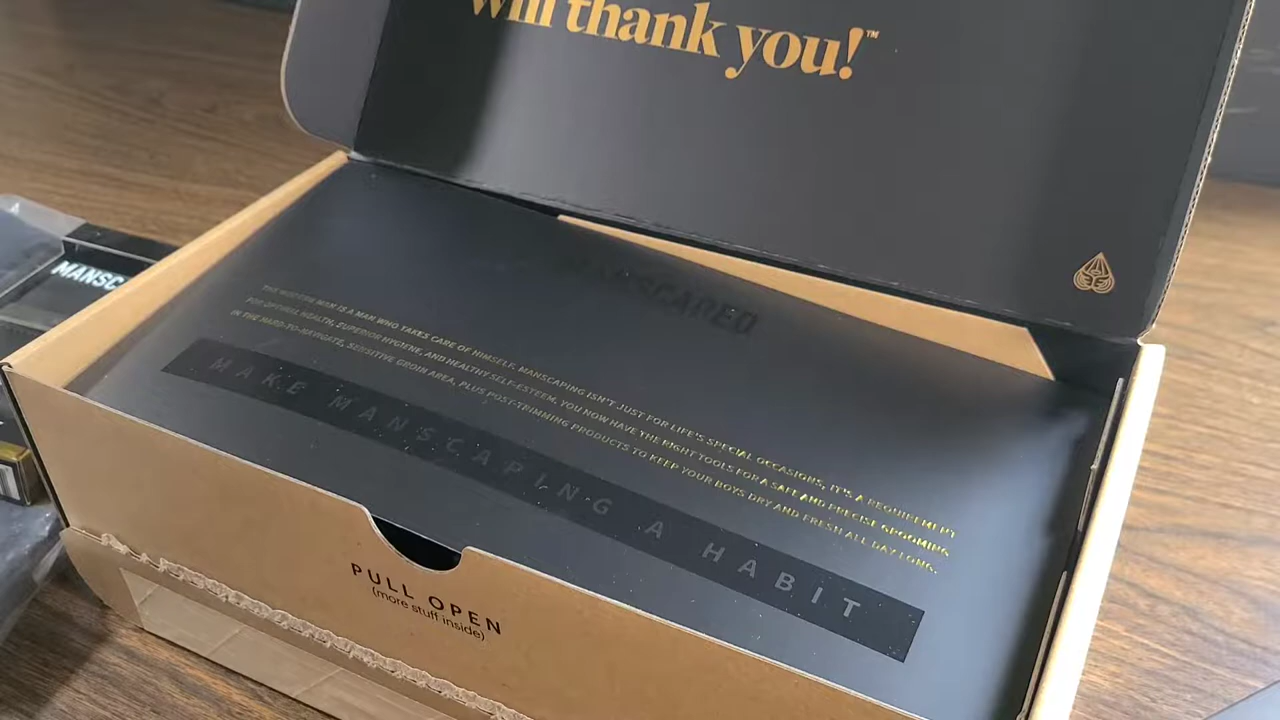 will thank you!™
MANSC
MANSCAPED
THE MODERN MAN IS A MAN WHO TAKES CARE OF HIMSELF. MANSCAPING ISN'T JUST FOR LIFE'S SPECIAL OCCASIONS, IT'S A REQUIREMENT
FOR OPTIMAL HEALTH, SUPERIOR HYGIENE, AND HEALTHY SELF-ESTEEM. YOU NOW HAVE THE RIGHT TOOLS FOR A SAFE AND PRECISE GROOMING
IN THE HARD-TO-NAVIGATE, SENSITIVE GROIN AREA, PLUS POST-TRIMMING PRODUCTS TO KEEP YOUR BOYS DRY AND FRESH ALL DAY LONG.
MAKE MANSCAPING A HABIT
PULL OPEN
(more stuff inside)